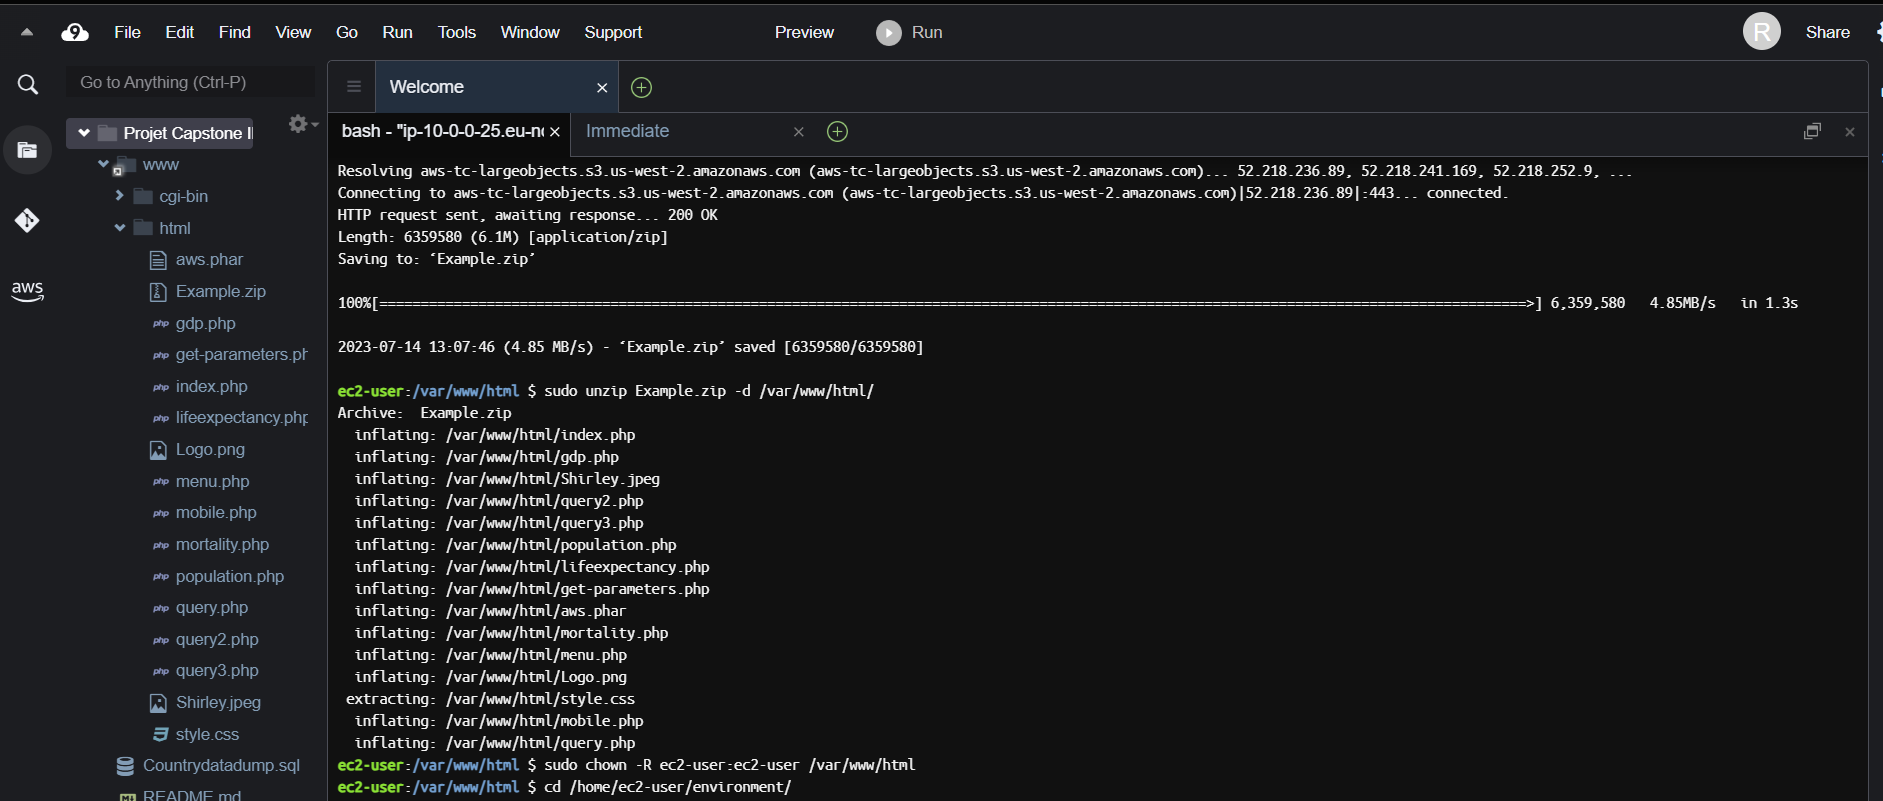 File Edit Find View Go Run Tools Window Support Preview Run R Share
Go to Anything (Ctrl-P)
Welcome
Projet Capstone I
bash - "ip-10-0-0-25.eu-no
Immediate
www
cgi-bin
html
aws.phar
Example.zip
gdp.php
get-parameters.ph
index.php
lifeexpectancy.php
Logo.png
menu.php
mobile.php
mortality.php
population.php
query.php
query2.php
query3.php
Shirley.jpeg
style.css
Countrydatadump.sql
README.md
aws
Resolving aws-tc-largeobjects.s3.us-west-2.amazonaws.com (aws-tc-largeobjects.s3.us-west-2.amazonaws.com)... 52.218.236.89, 52.218.241.169, 52.218.252.9, ...
Connecting to aws-tc-largeobjects.s3.us-west-2.amazonaws.com (aws-tc-largeobjects.s3.us-west-2.amazonaws.com)|52.218.236.89|:443... connected.
HTTP request sent, awaiting response... 200 OK
Length: 6359580 (6.1M) [application/zip]
Saving to: ‘Example.zip’
100%[===========================================================================================================================================>] 6,359,580 4.85MB/s in 1.3s
2023-07-14 13:07:46 (4.85 MB/s) - ‘Example.zip’ saved [6359580/6359580]
ec2-user:/var/www/html $ sudo unzip Example.zip -d /var/www/html/
Archive: Example.zip
inflating: /var/www/html/index.php
inflating: /var/www/html/gdp.php
inflating: /var/www/html/Shirley.jpeg
inflating: /var/www/html/query2.php
inflating: /var/www/html/query3.php
inflating: /var/www/html/population.php
inflating: /var/www/html/lifeexpectancy.php
inflating: /var/www/html/get-parameters.php
inflating: /var/www/html/aws.phar
inflating: /var/www/html/mortality.php
inflating: /var/www/html/menu.php
inflating: /var/www/html/Logo.png
extracting: /var/www/html/style.css
inflating: /var/www/html/mobile.php
inflating: /var/www/html/query.php
ec2-user:/var/www/html $ sudo chown -R ec2-user:ec2-user /var/www/html
ec2-user:/var/www/html $ cd /home/ec2-user/environment/